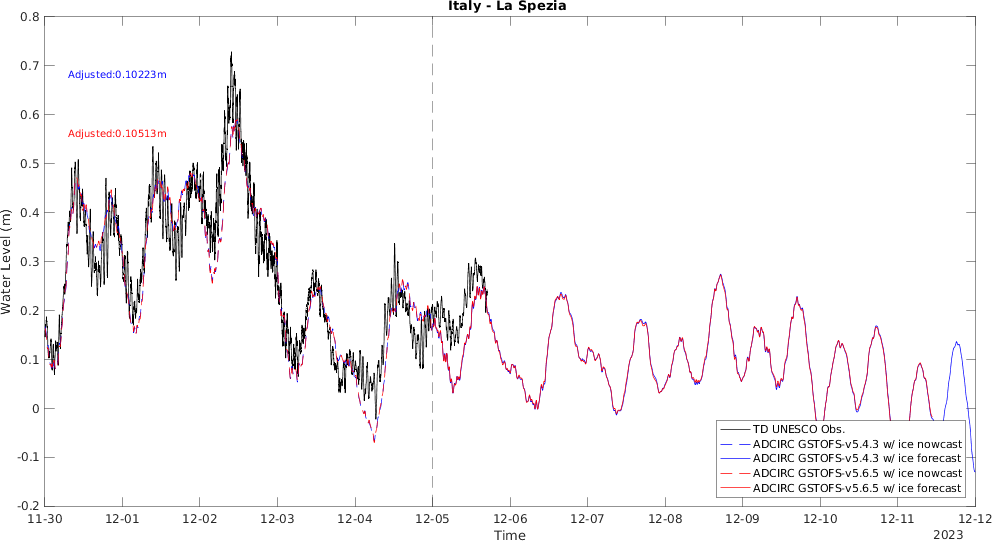 Italy - La Spezia
0.8
0.7
0.6
0.5
0.4
0.3
0.2
0.1
0
-0.1
-0.2
Water Level (m)
Adjusted:0.10223m
Adjusted:0.10513m
TD UNESCO Obs.
ADCIRC GSTOFS-v5.4.3 w/ ice nowcast
ADCIRC GSTOFS-v5.4.3 w/ ice forecast
ADCIRC GSTOFS-v5.6.5 w/ ice nowcast
ADCIRC GSTOFS-v5.6.5 w/ ice forecast
11-30 12-01 12-02 12-03 12-04 12-05 12-06 12-07 12-08 12-09 12-10 12-11 12-12
Time
2023